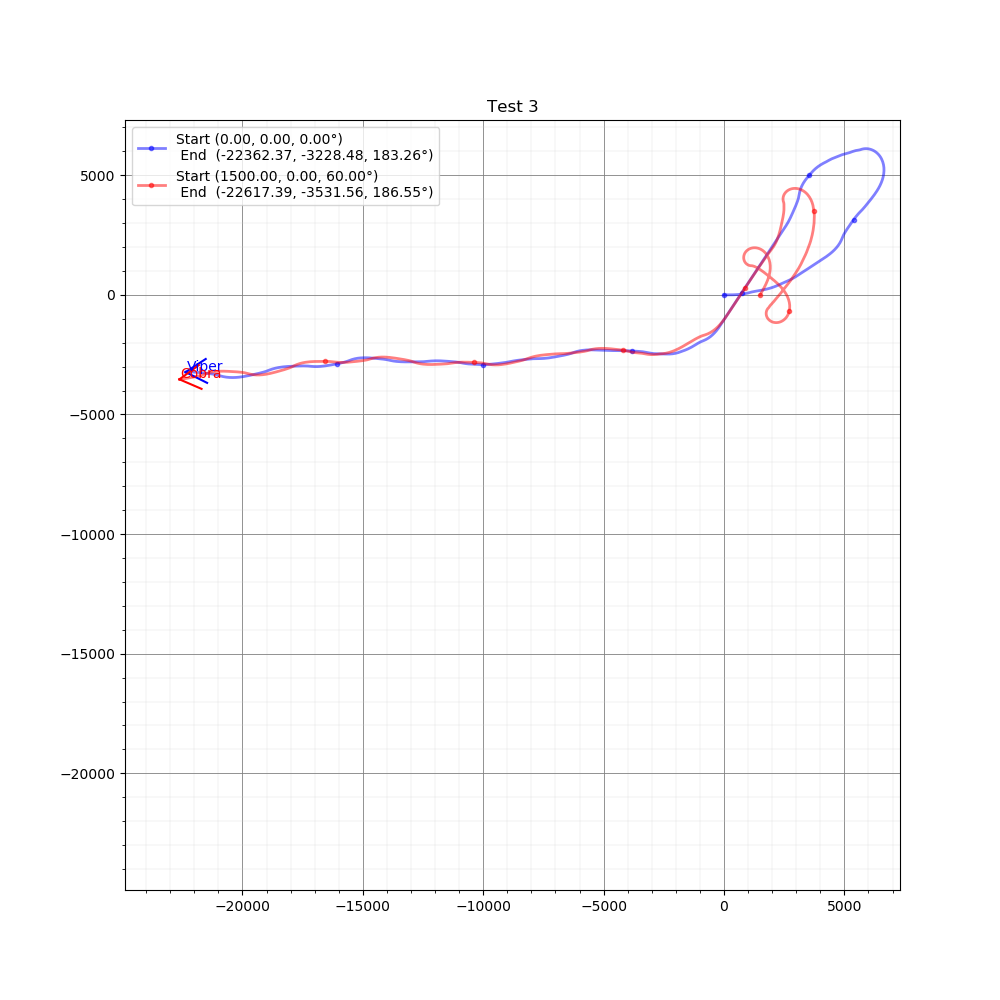 Test 3
Start (0.00, 0.00, 0.00°)
End  (-22362.37, -3228.48, 183.26°)
Start (1500.00, 0.00, 60.00°)
End  (-22617.39, -3531.56, 186.55°)
5000
0
−5000
−10000
−15000
−20000
Viper
Cobra
−20000
−15000
−10000
−5000
0
5000